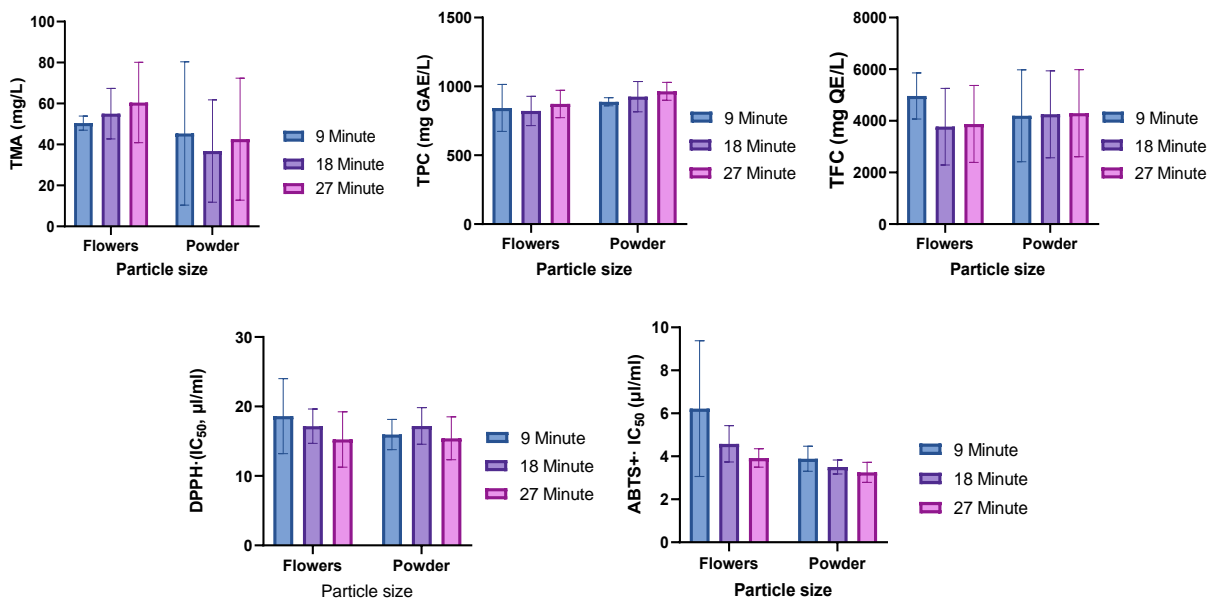 TMA (mg/L)
100
80
60
40
20
0
Flowers
Powder
Particle size
9 Minute
18 Minute
27 Minute
TPC (mg GAE/L)
1500
1000
500
0
Flowers
Powder
Particle size
9 Minute
18 Minute
27 Minute
TFC (mg QE/L)
8000
6000
4000
2000
0
Flowers
Powder
Particle size
9 Minute
18 Minute
27 Minute
DPPH·(IC₅₀, µl/ml)
30
20
10
0
Flowers
Powder
Particle size
9 Minute
18 Minute
27 Minute
ABTS+· IC₅₀ (µl/ml)
10
8
6
4
2
0
Flowers
Powder
Particle size
9 Minute
18 Minute
27 Minute